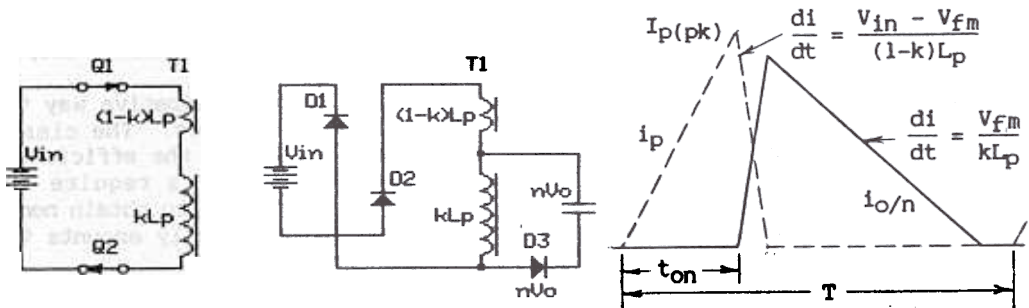 Q1 T1
(1-k)Lp
Vin
kLp
Q2
T1
D1
(1-k)Lp
Vin
D2
kLp
nVo
D3
nVo
Ip(pk)
di/dt = Vin - Vfm/(1-k)Lp
ip
di/dt = Vfm/kLp
io/n
ton
T